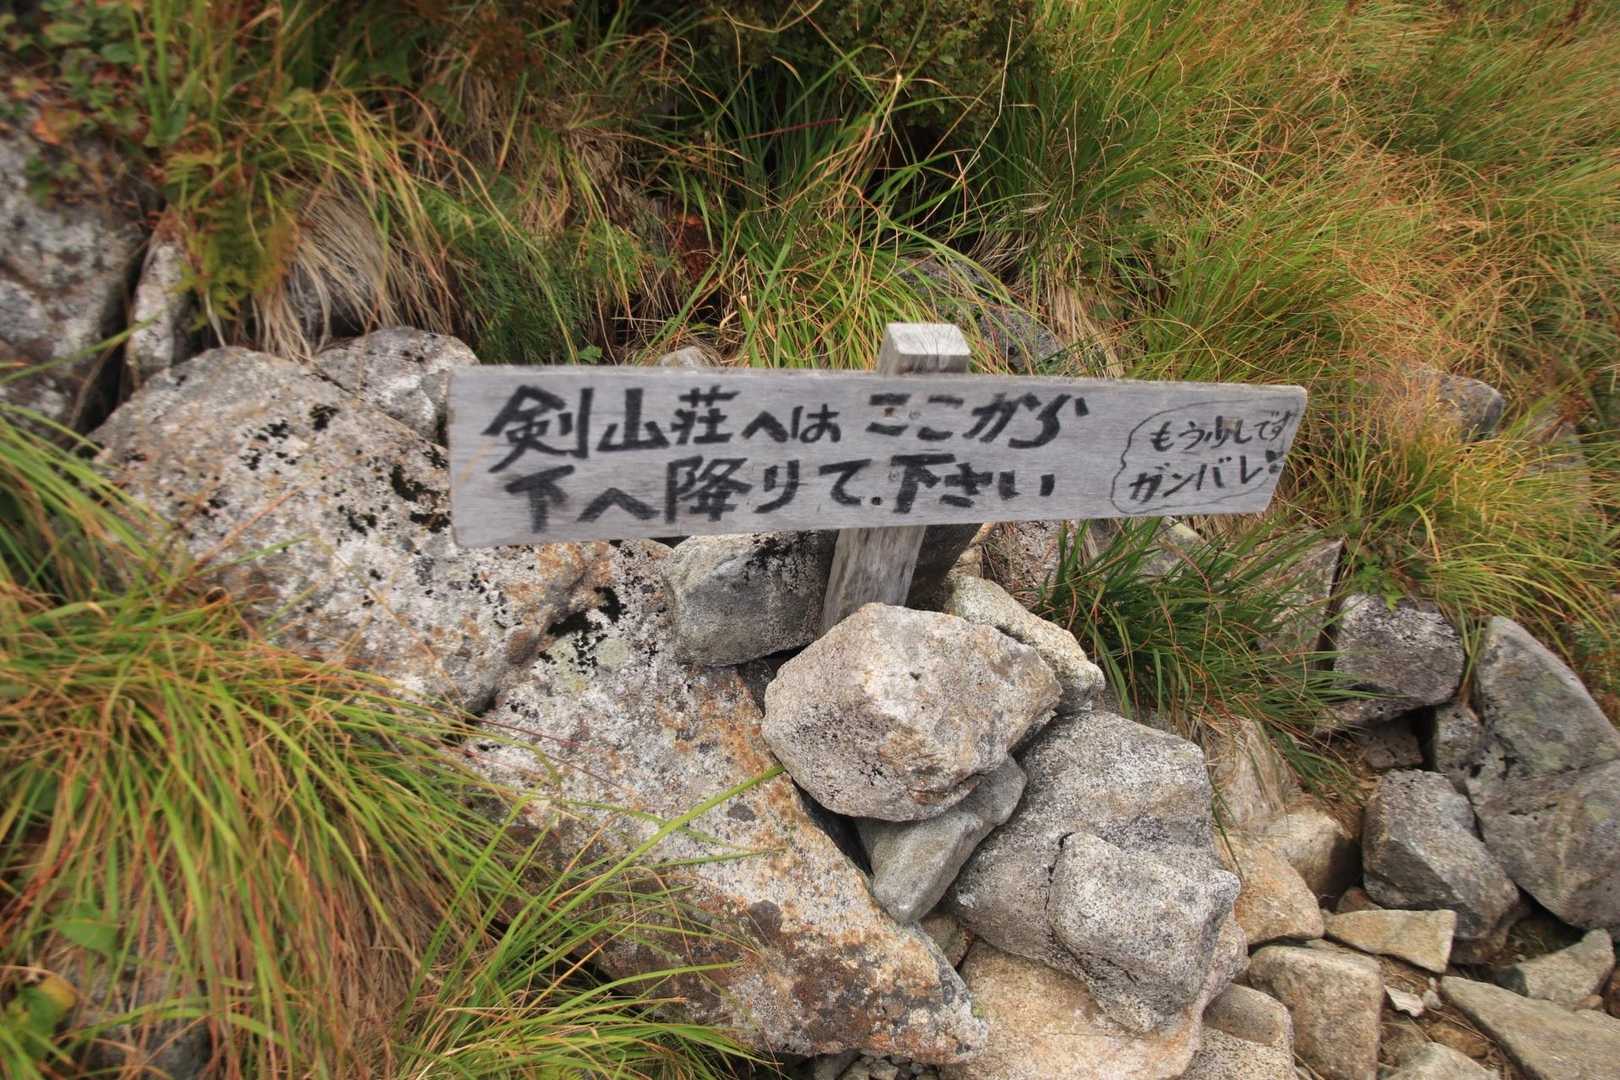 剣山荘へは ここから
下へ降りて.下さい
もう少しです
ガンバレ!